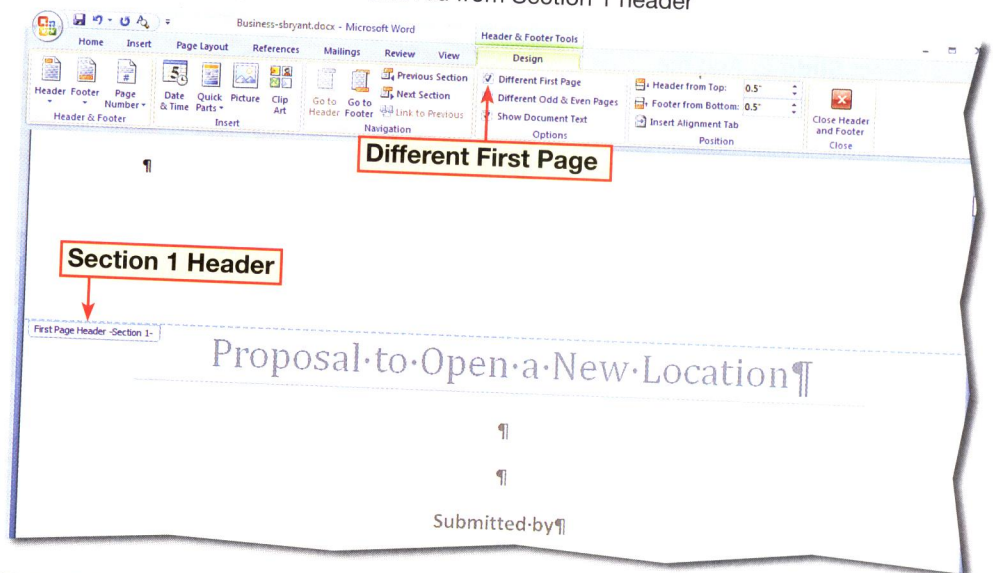 from Section 1 header
Business-sbryant.docx - Microsoft Word
Header & Footer Tools
Home Insert Page Layout References Mailings Review View Design
Header Footer Page Number
Header & Footer
Date & Time Quick Parts Picture Clip Art
Insert
Go to Header Go to Footer Previous Section
Next Section
Link to Previous
Navigation
Different First Page
Different Odd & Even Pages
Show Document Text
Options
Header from Top: 0.5"
Footer from Bottom: 0.5"
Insert Alignment Tab
Position
Close Header and Footer
Close
Different First Page
¶
Section 1 Header
First Page Header -Section 1-
Proposal·to·Open·a·New·Location¶
¶
¶
Submitted·by¶